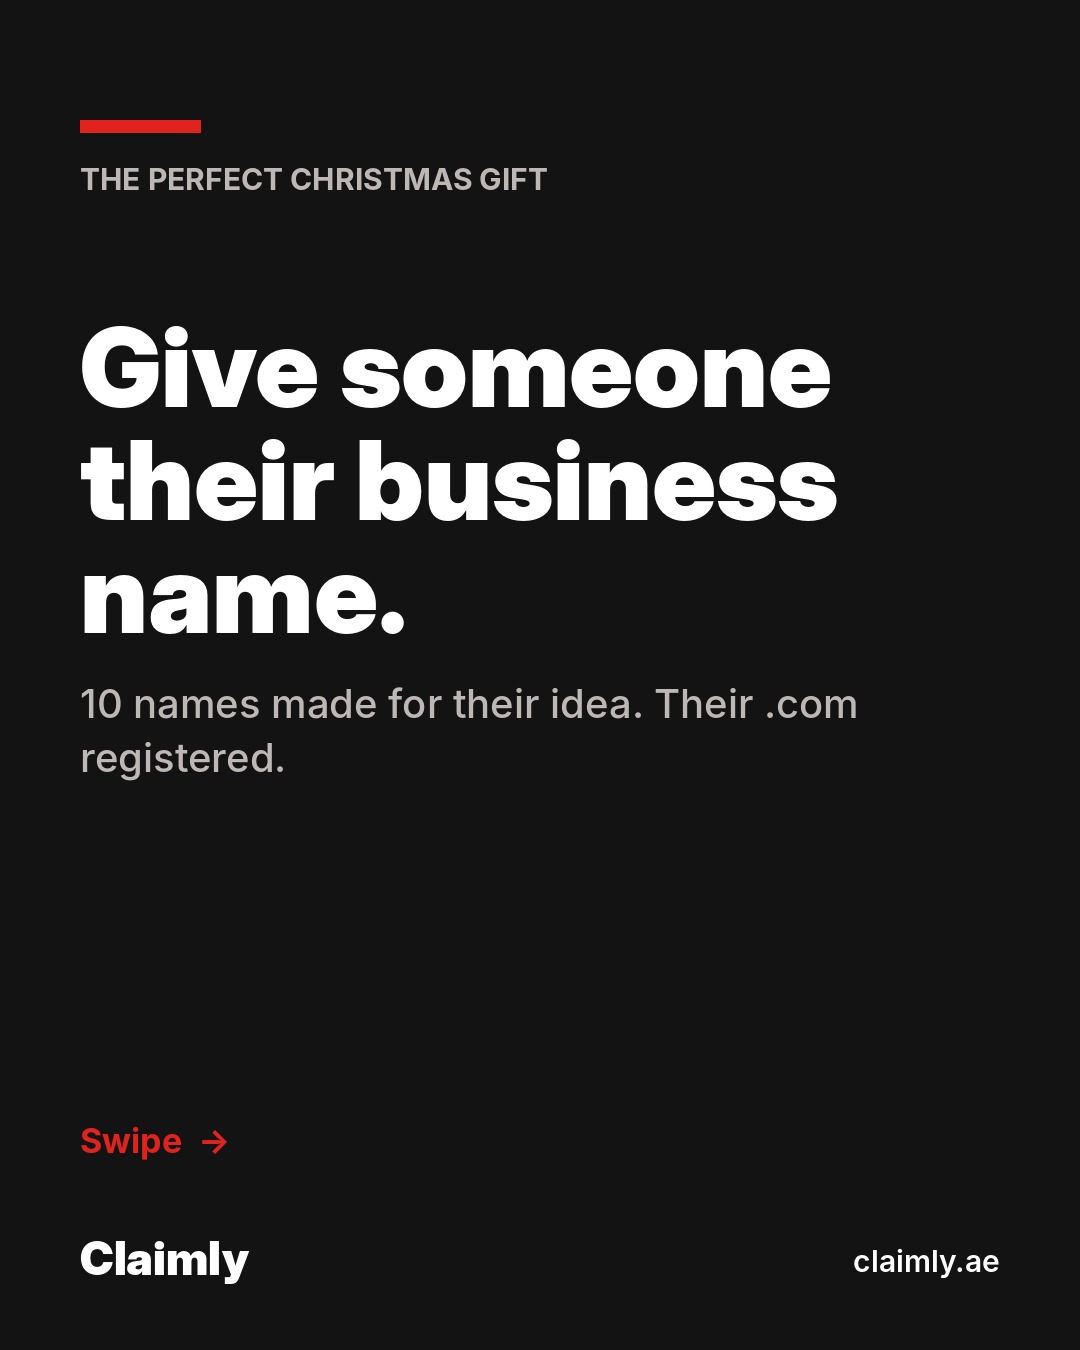 THE PERFECT CHRISTMAS GIFT
Give someone
their business
name.
10 names made for their idea. Their .com
registered.
Swipe →
Claimly
claimly.ae